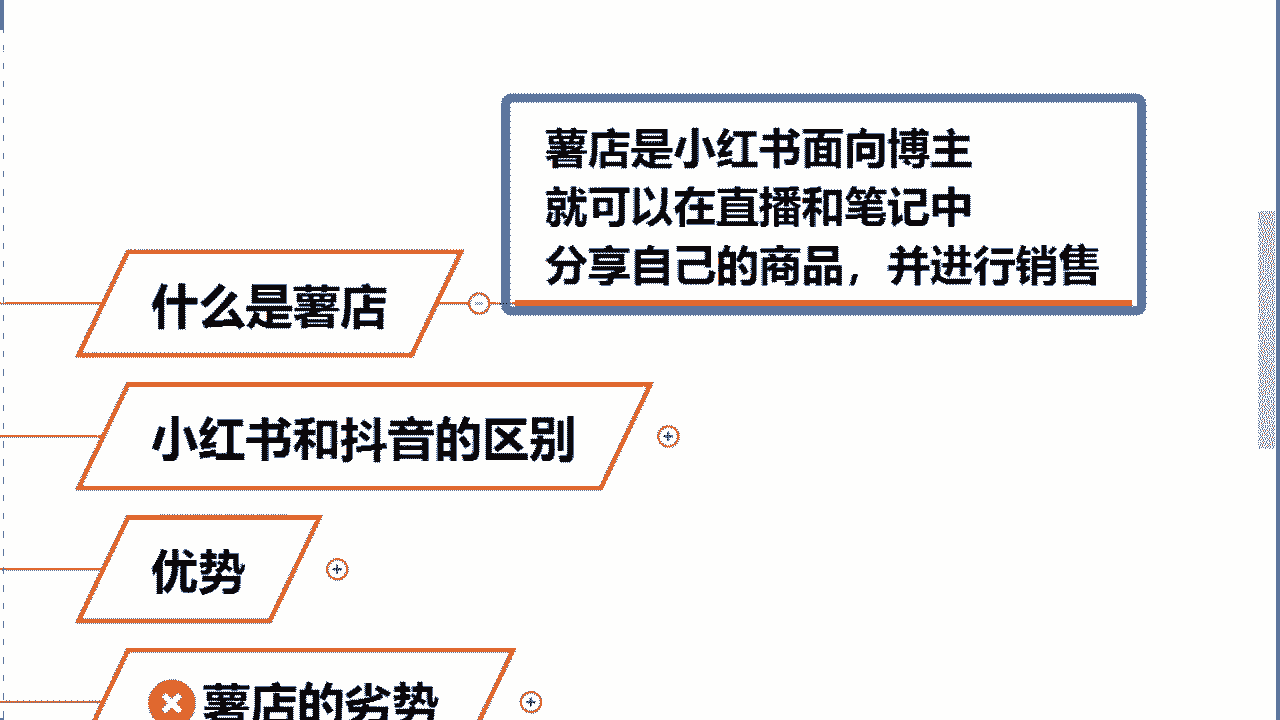 薯店是小红书面向博主
就可以在直播和笔记中
分享自己的商品，并进行销售
什么是薯店
小红书和抖音的区别
优势
薯店的劣势